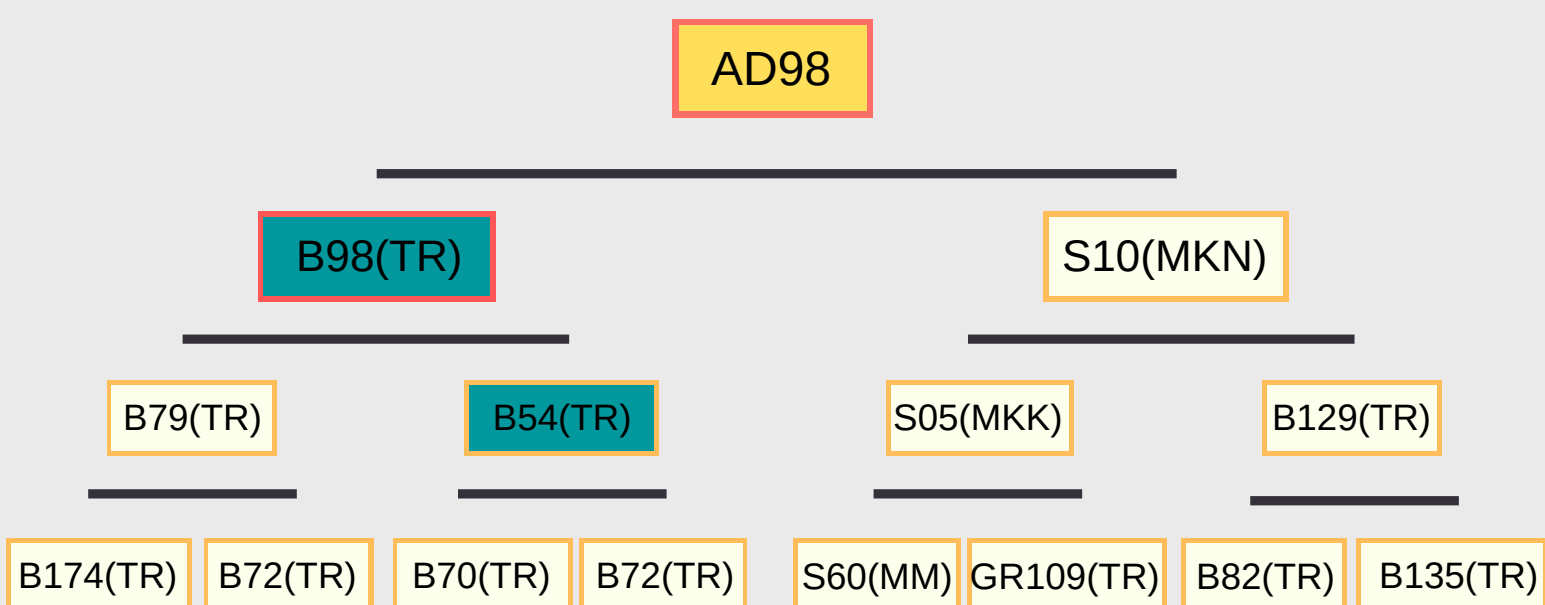 AD98
B98(TR)
S10(MKN)
B79(TR)
B54(TR)
S05(MKK)
B129(TR)
B174(TR)
B72(TR)
B70(TR)
B72(TR)
S60(MM)
GR109(TR)
B82(TR)
B135(TR)